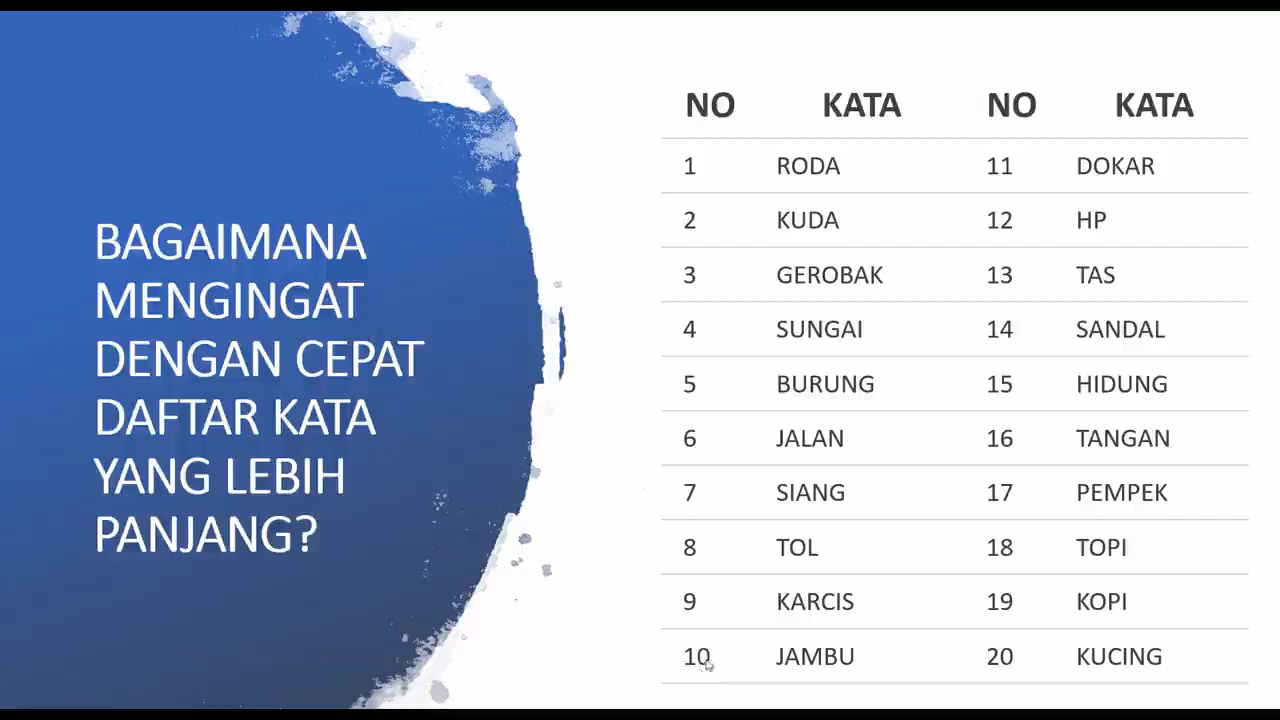 BAGAIMANA
MENGINGAT
DENGAN CEPAT
DAFTAR KATA
YANG LEBIH
PANJANG?
NO KATA NO KATA
1 RODA 11 DOKAR
2 KUDA 12 HP
3 GEROBAK 13 TAS
4 SUNGAI 14 SANDAL
5 BURUNG 15 HIDUNG
6 JALAN 16 TANGAN
7 SIANG 17 PEMPEK
8 TOL 18 TOPI
9 KARCIS 19 KOPI
10 JAMBU 20 KUCING